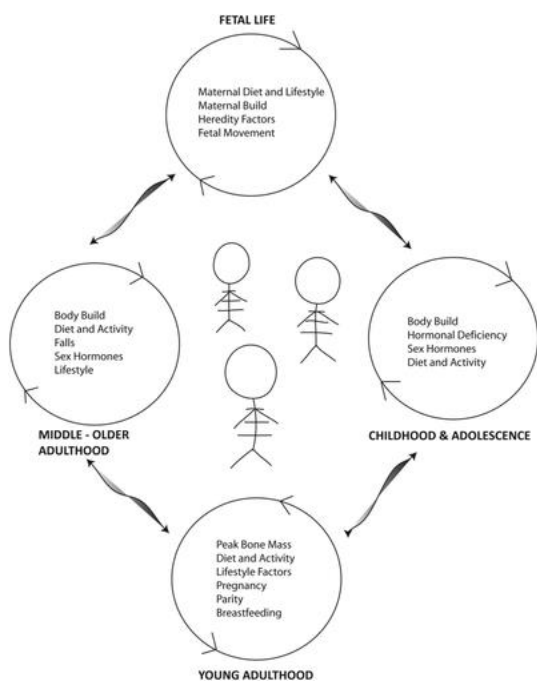 FETAL LIFE
Maternal Diet and Lifestyle
Maternal Build
Heredity Factors
Fetal Movement
Body Build
Diet and Activity
Falls
Sex Hormones
Lifestyle
MIDDLE - OLDER
ADULTHOOD
Body Build
Hormonal Deficiency
Sex Hormones
Diet and Activity
CHILDHOOD & ADOLESCENCE
Peak Bone Mass
Diet and Activity
Lifestyle Factors
Pregnancy
Parity
Breastfeeding
YOUNG ADULTHOOD